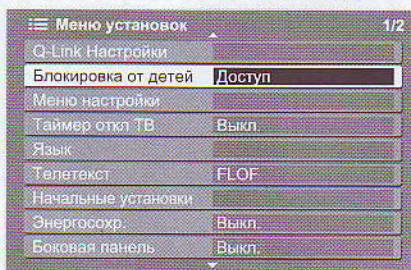 Меню установок 1/2
Q-Link Настройки
Блокировка от детей Доступ
Меню настройки
Таймер откл ТВ Выкл.
Язык
Телетекст FLOF
Начальные установки
Энергосохр. Выкл.
Боковая панель Выкл.